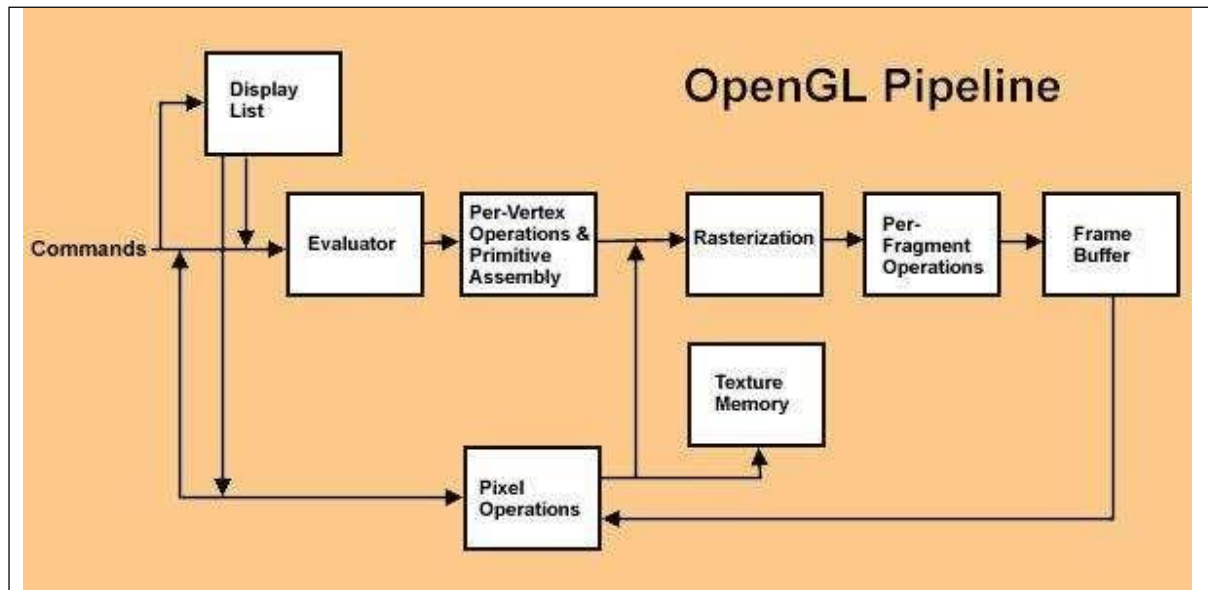 OpenGL Pipeline
Display
List
Commands
Evaluator
Per-Vertex
Operations &
Primitive
Assembly
Rasterization
Per-
Fragment
Operations
Frame
Buffer
Texture
Memory
Pixel
Operations